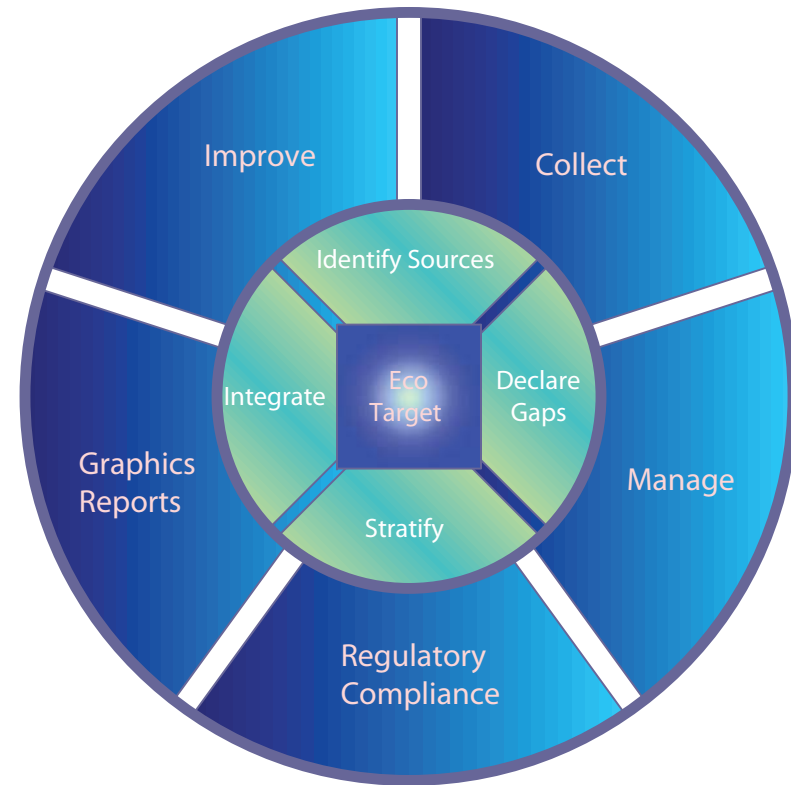 Improve
Collect
Identify Sources
Integrate
Eco
Target
Declare
Gaps
Graphics
Reports
Manage
Stratify
Regulatory
Compliance